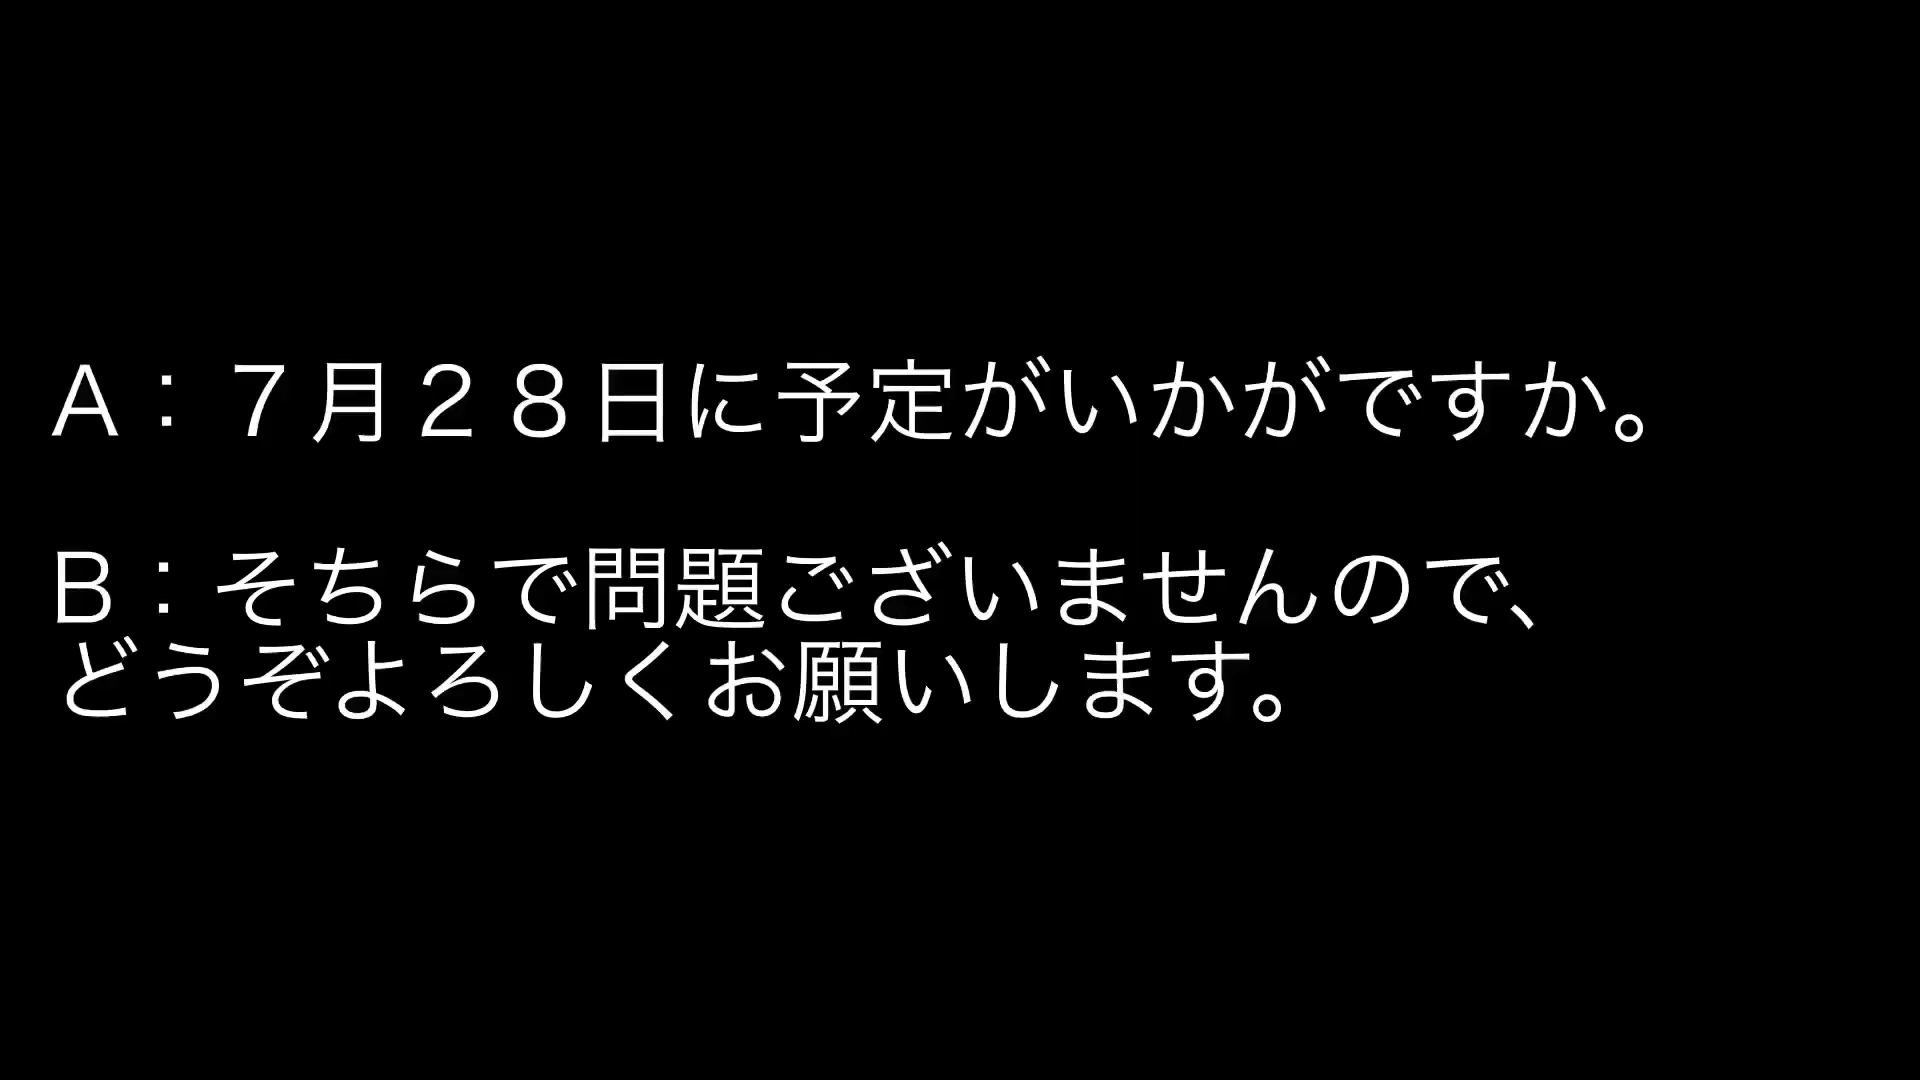 Ａ：７月２８日に予定がいかがですか。
Ｂ：そちらで問題ございませんので、
どうぞよろしくお願いします。